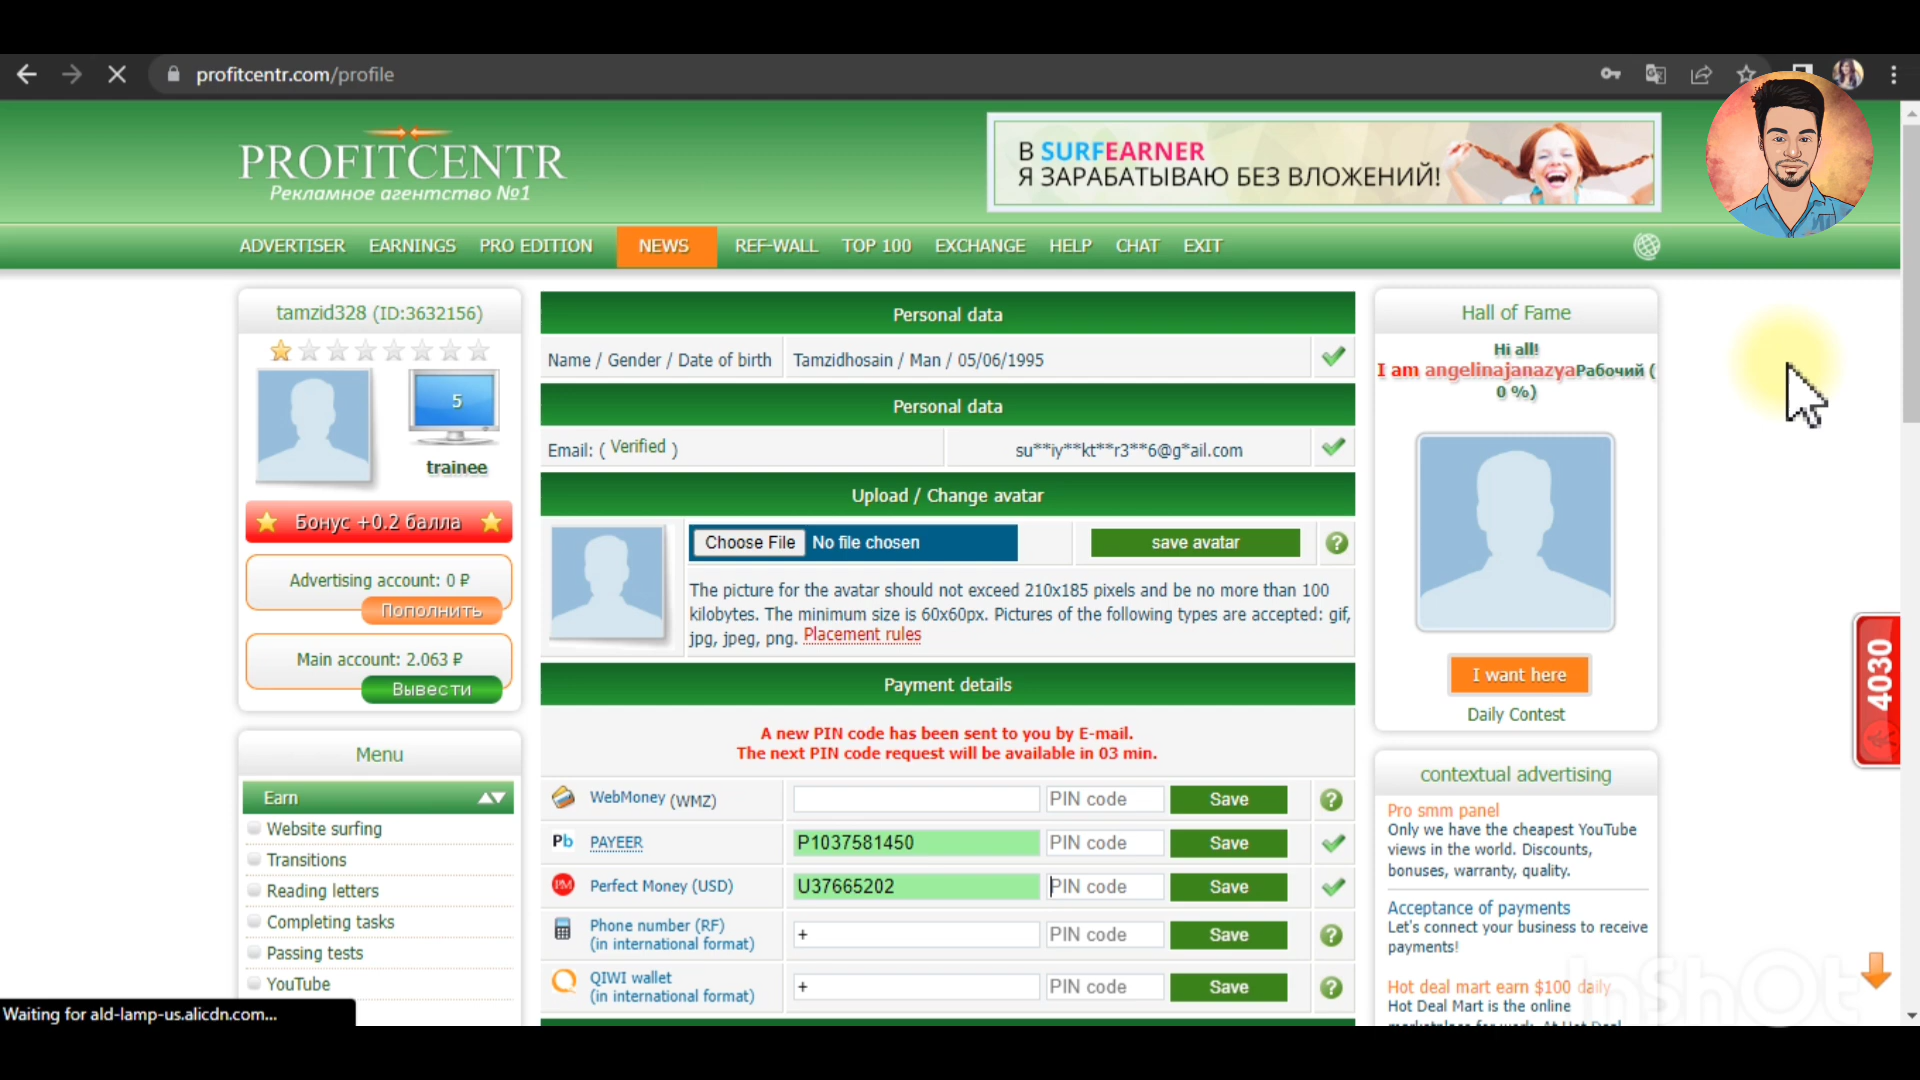 profitcentr.com/profile
PROFITCENTR
Рекламное агентство №1
В SURFEARNER
Я ЗАРАБАТЫВАЮ БЕЗ ВЛОЖЕНИЙ!
ADVERTISER EARNINGS PRO EDITION NEWS REF-WALL TOP 100 EXCHANGE HELP CHAT EXIT
tamzid328 (ID:3632156)
5
trainee
Бонус +0.2 балла
Advertising account: 0 ₽
Пополнить
Main account: 2.063 ₽
Вывести
Menu
Earn
Website surfing
Transitions
Reading letters
Completing tasks
Passing tests
YouTube
Personal data
Name / Gender / Date of birth Tamzidhosain / Man / 05/06/1995
Personal data
Email: ( Verified ) su**iy**kt**r3**6@g*ail.com
Upload / Change avatar
Choose File No file chosen save avatar ?
The picture for the avatar should not exceed 210x185 pixels and be no more than 100
kilobytes. The minimum size is 60x60px. Pictures of the following types are accepted: gif,
jpg, jpeg, png. Placement rules
Payment details
A new PIN code has been sent to you by E-mail.
The next PIN code request will be available in 03 min.
WebMoney (WMZ) PIN code Save ?
Pb PAYEER P1037581450 PIN code Save
PM Perfect Money (USD) U37665202 PIN code Save
Phone number (RF)
(in international format) + PIN code Save ?
QIWI wallet
(in international format) + PIN code Save ?
Hall of Fame
Hi all!
I am angelinajanazyaРабочий (
0 %)
I want here
Daily Contest
contextual advertising
Pro smm panel
Only we have the cheapest YouTube
views in the world. Discounts,
bonuses, warranty, quality.
Acceptance of payments
Let's connect your business to receive
payments!
Hot deal mart earn $100 daily
Hot Deal Mart is the online
4030
InShot
Waiting for ald-lamp-us.alicdn.com...